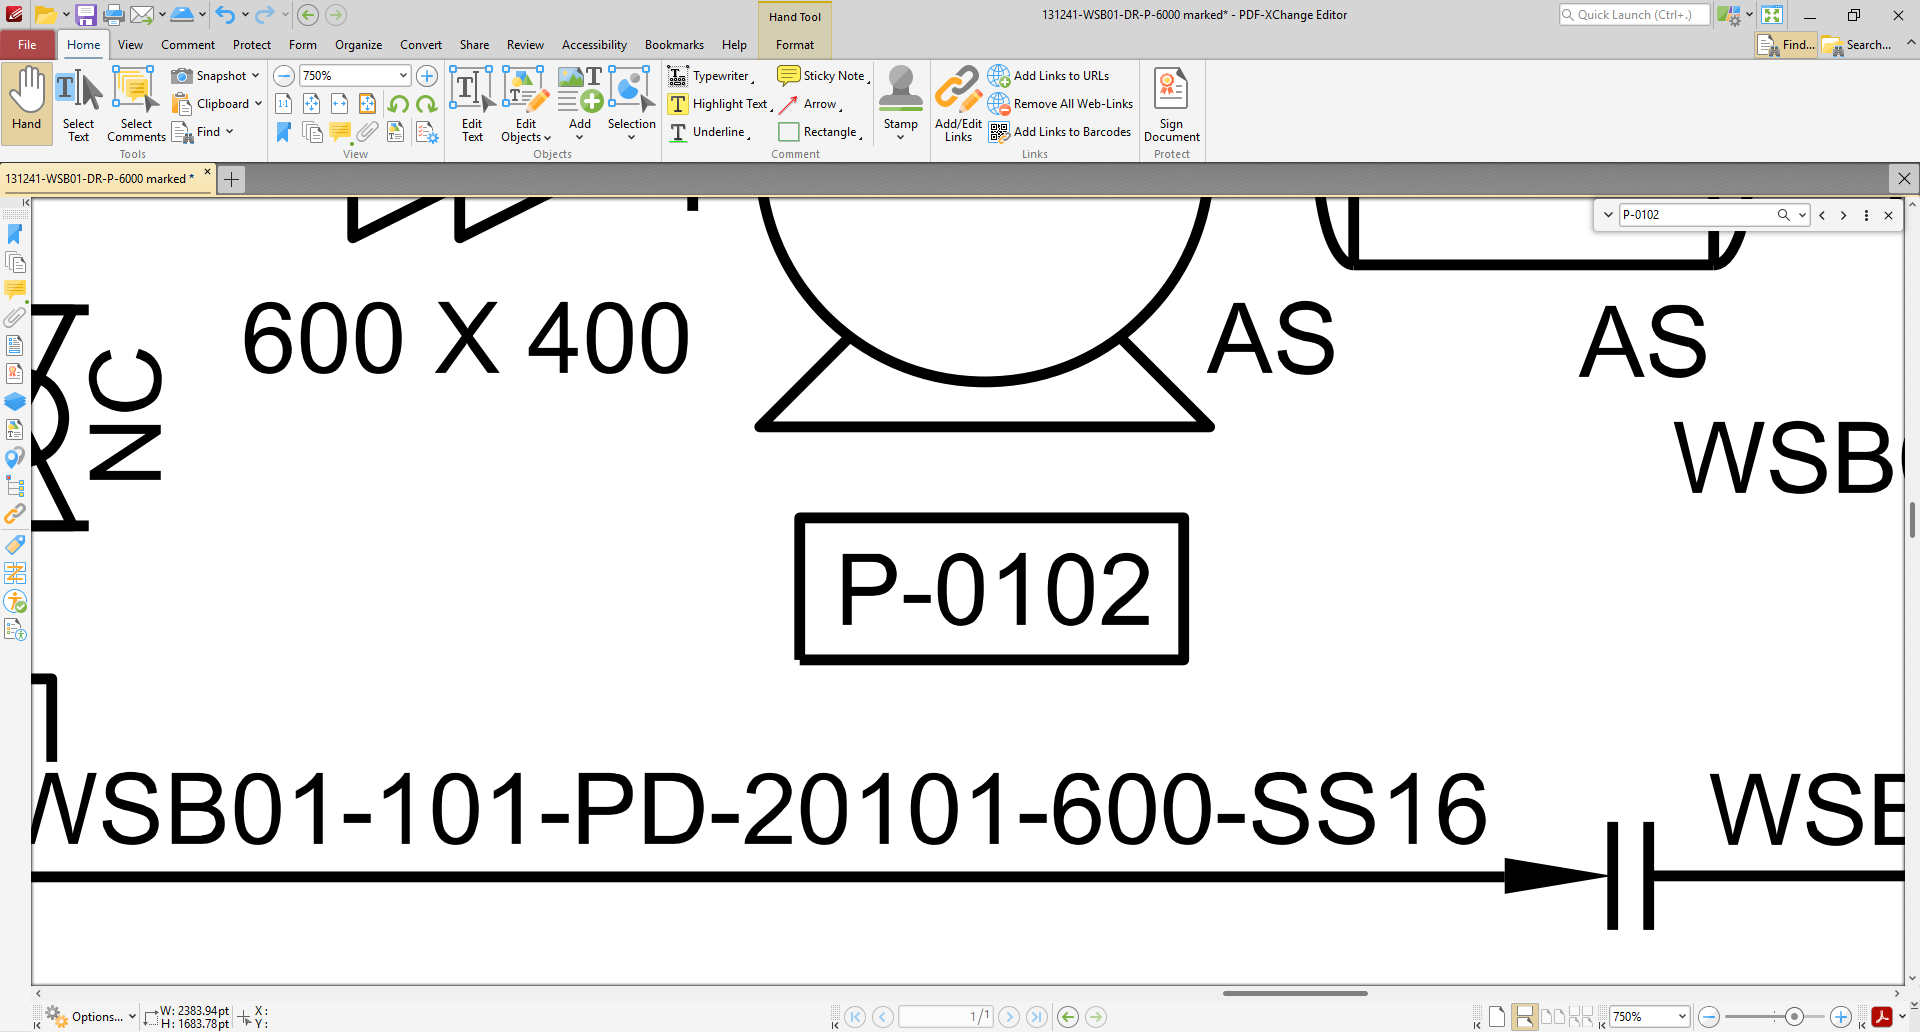 Hand Tool
131241-WSB01-DR-P-6000 marked* - PDF-XChange Editor
Quick Launch (Ctrl+.)
File
Home
View
Comment
Protect
Form
Organize
Convert
Share
Review
Accessibility
Bookmarks
Help
Format
Find...
Search...
Hand
Select Text
Select Comments
Snapshot
Clipboard
Find
Tools
750%
View
Edit Text
Edit Objects
Add
Selection
Objects
Typewriter
Highlight Text
Underline
Sticky Note
Arrow
Rectangle
Comment
Stamp
Add/Edit Links
Add Links to URLs
Remove All Web-Links
Add Links to Barcodes
Links
Sign Document
Protect
131241-WSB01-DR-P-6000 marked *
P-0102
600 X 400
AS
AS
NC
WSB
P-0102
WSB01-101-PD-20101-600-SS16
WSB
Options...
W: 2383.94pt
H: 1683.78pt
X:
Y:
1/1
750%